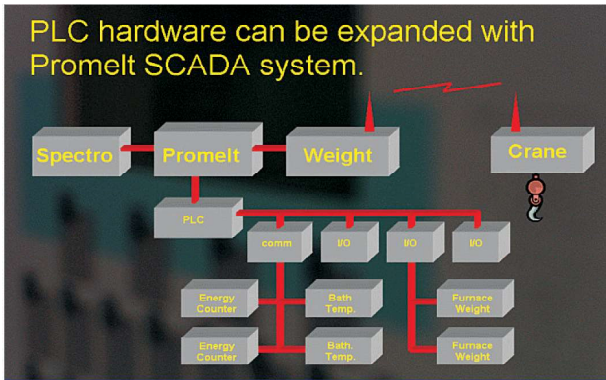 PLC hardware can be expanded with
Promelt SCADA system.
Spectro
Promelt
Weight
Crane
PLC
comm
I/O
I/O
I/O
Energy
Counter
Bath
Temp.
Furnace
Weight
Energy
Counter
Bath.
Temp.
Furnace
Weight